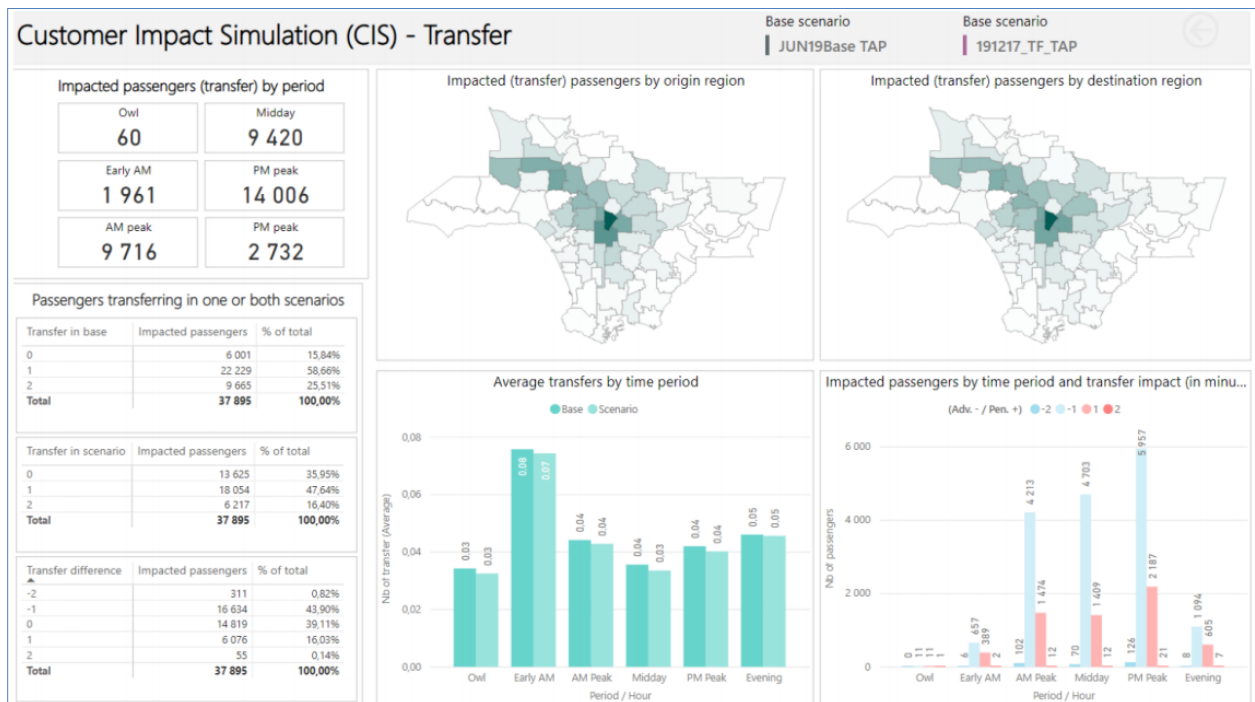 Customer Impact Simulation (CIS) - Transfer
Base scenario
JUN19Base TAP
Base scenario
191217_TF_TAP
Impacted passengers (transfer) by period
Owl
60
Midday
9 420
Early AM
1 961
PM peak
14 006
AM peak
9 716
PM peak
2 732
Passengers transferring in one or both scenarios
Transfer in base Impacted passengers % of total
0 6 001 15,84%
1 22 229 58,66%
2 9 665 25,51%
Total 37 895 100,00%
Transfer in scenario Impacted passengers % of total
0 13 625 35,95%
1 18 054 47,64%
2 6 217 16,40%
Total 37 895 100,00%
Transfer difference Impacted passengers % of total
-2 311 0,82%
-1 16 634 43,90%
0 14 819 39,11%
1 6 076 16,03%
2 55 0,14%
Total 37 895 100,00%
Impacted (transfer) passengers by origin region
Impacted (transfer) passengers by destination region
Average transfers by time period
Base Scenario
Nb of transfer (Average)
0,08
0,06
0,04
0,02
0,00
0.03 0.03 0.08 0.07 0.04 0.04 0.04 0.03 0.04 0.04 0.05 0.05
Owl Early AM AM Peak Midday PM Peak Evening
Period / Hour
Impacted passengers by time period and transfer impact (in minu...
(Adv. - / Pen. +) -2 -1 1 2
Nb of passengers
6 000
4 000
2 000
0
0 11 11 1 6 657 389 2 102 4 213 1 474 12 70 4 703 1 409 12 126 5 957 2 187 21 8 1 094 605 7
Owl Early AM AM Peak Midday PM Peak Evening
Period / Hour